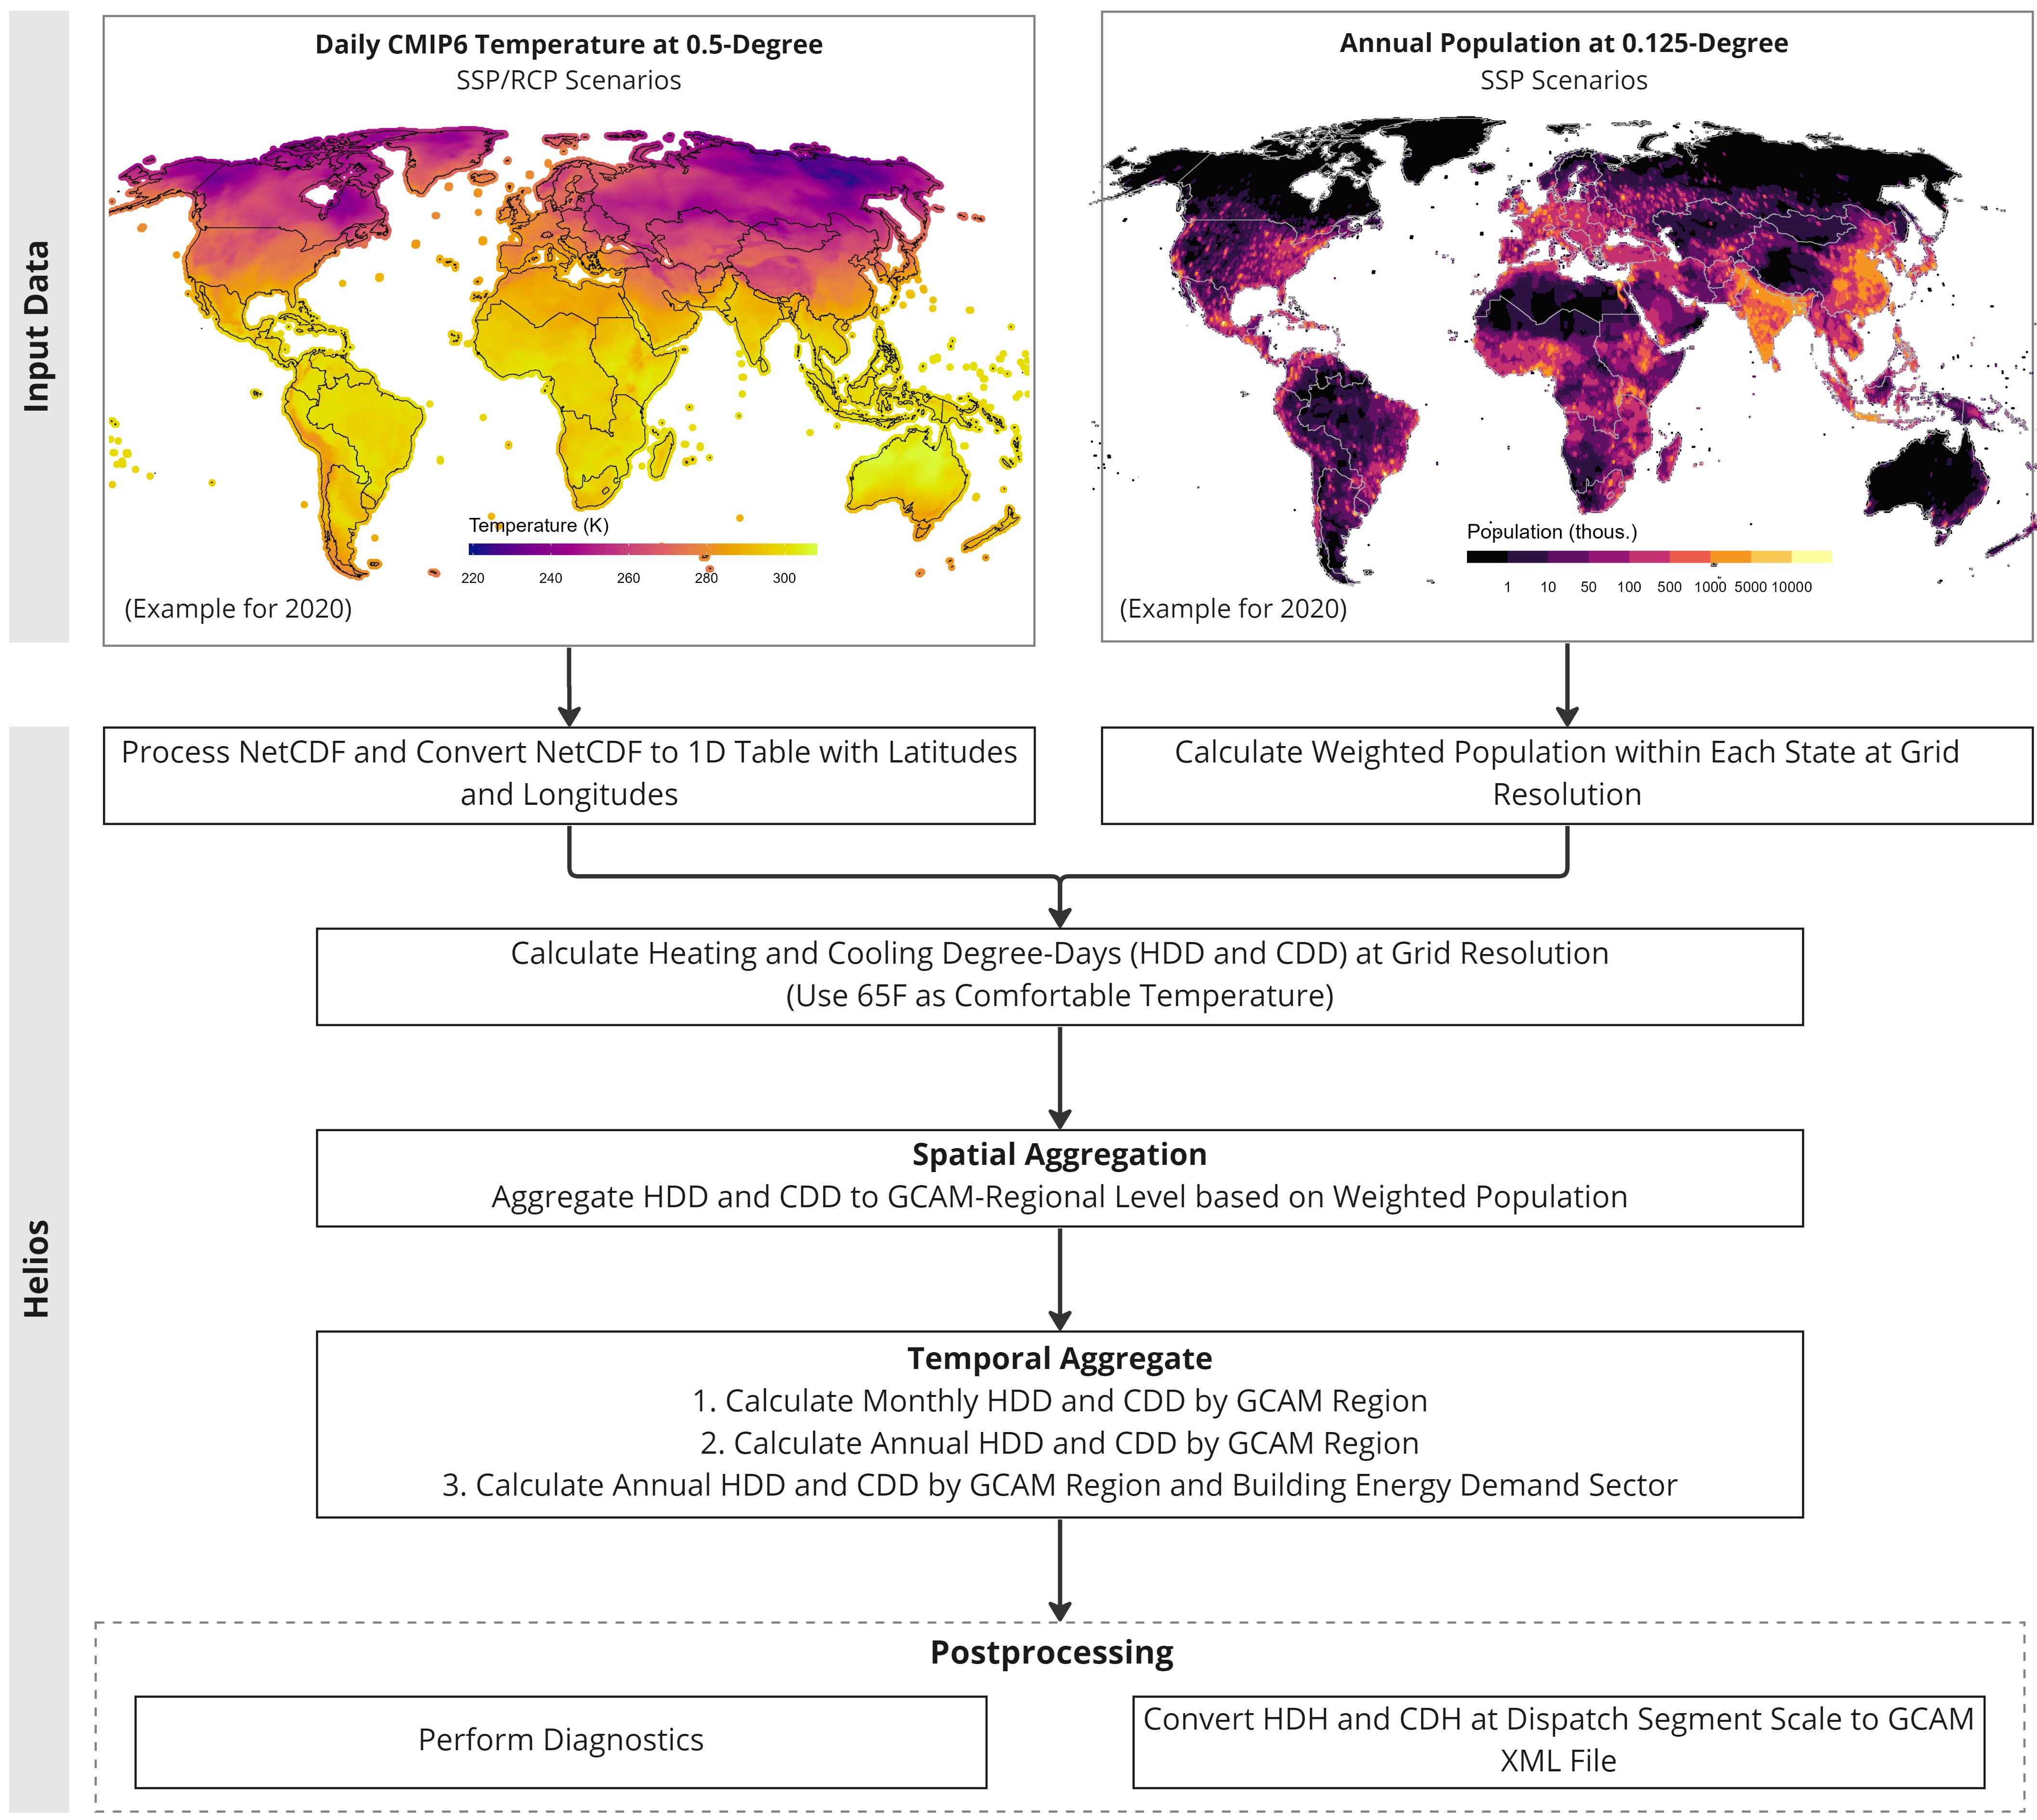 Input Data
Daily CMIP6 Temperature at 0.5-Degree
SSP/RCP Scenarios
Temperature (K)
220 240 260 280 300
(Example for 2020)
Annual Population at 0.125-Degree
SSP Scenarios
Population (thous.)
1 10 50 100 500 1000 5000 10000
(Example for 2020)
Helios
Process NetCDF and Convert NetCDF to 1D Table with Latitudes
and Longitudes
Calculate Weighted Population within Each State at Grid
Resolution
Calculate Heating and Cooling Degree-Days (HDD and CDD) at Grid Resolution
(Use 65F as Comfortable Temperature)
Spatial Aggregation
Aggregate HDD and CDD to GCAM-Regional Level based on Weighted Population
Temporal Aggregate
1. Calculate Monthly HDD and CDD by GCAM Region
2. Calculate Annual HDD and CDD by GCAM Region
3. Calculate Annual HDD and CDD by GCAM Region and Building Energy Demand Sector
Postprocessing
Perform Diagnostics
Convert HDH and CDH at Dispatch Segment Scale to GCAM
XML File